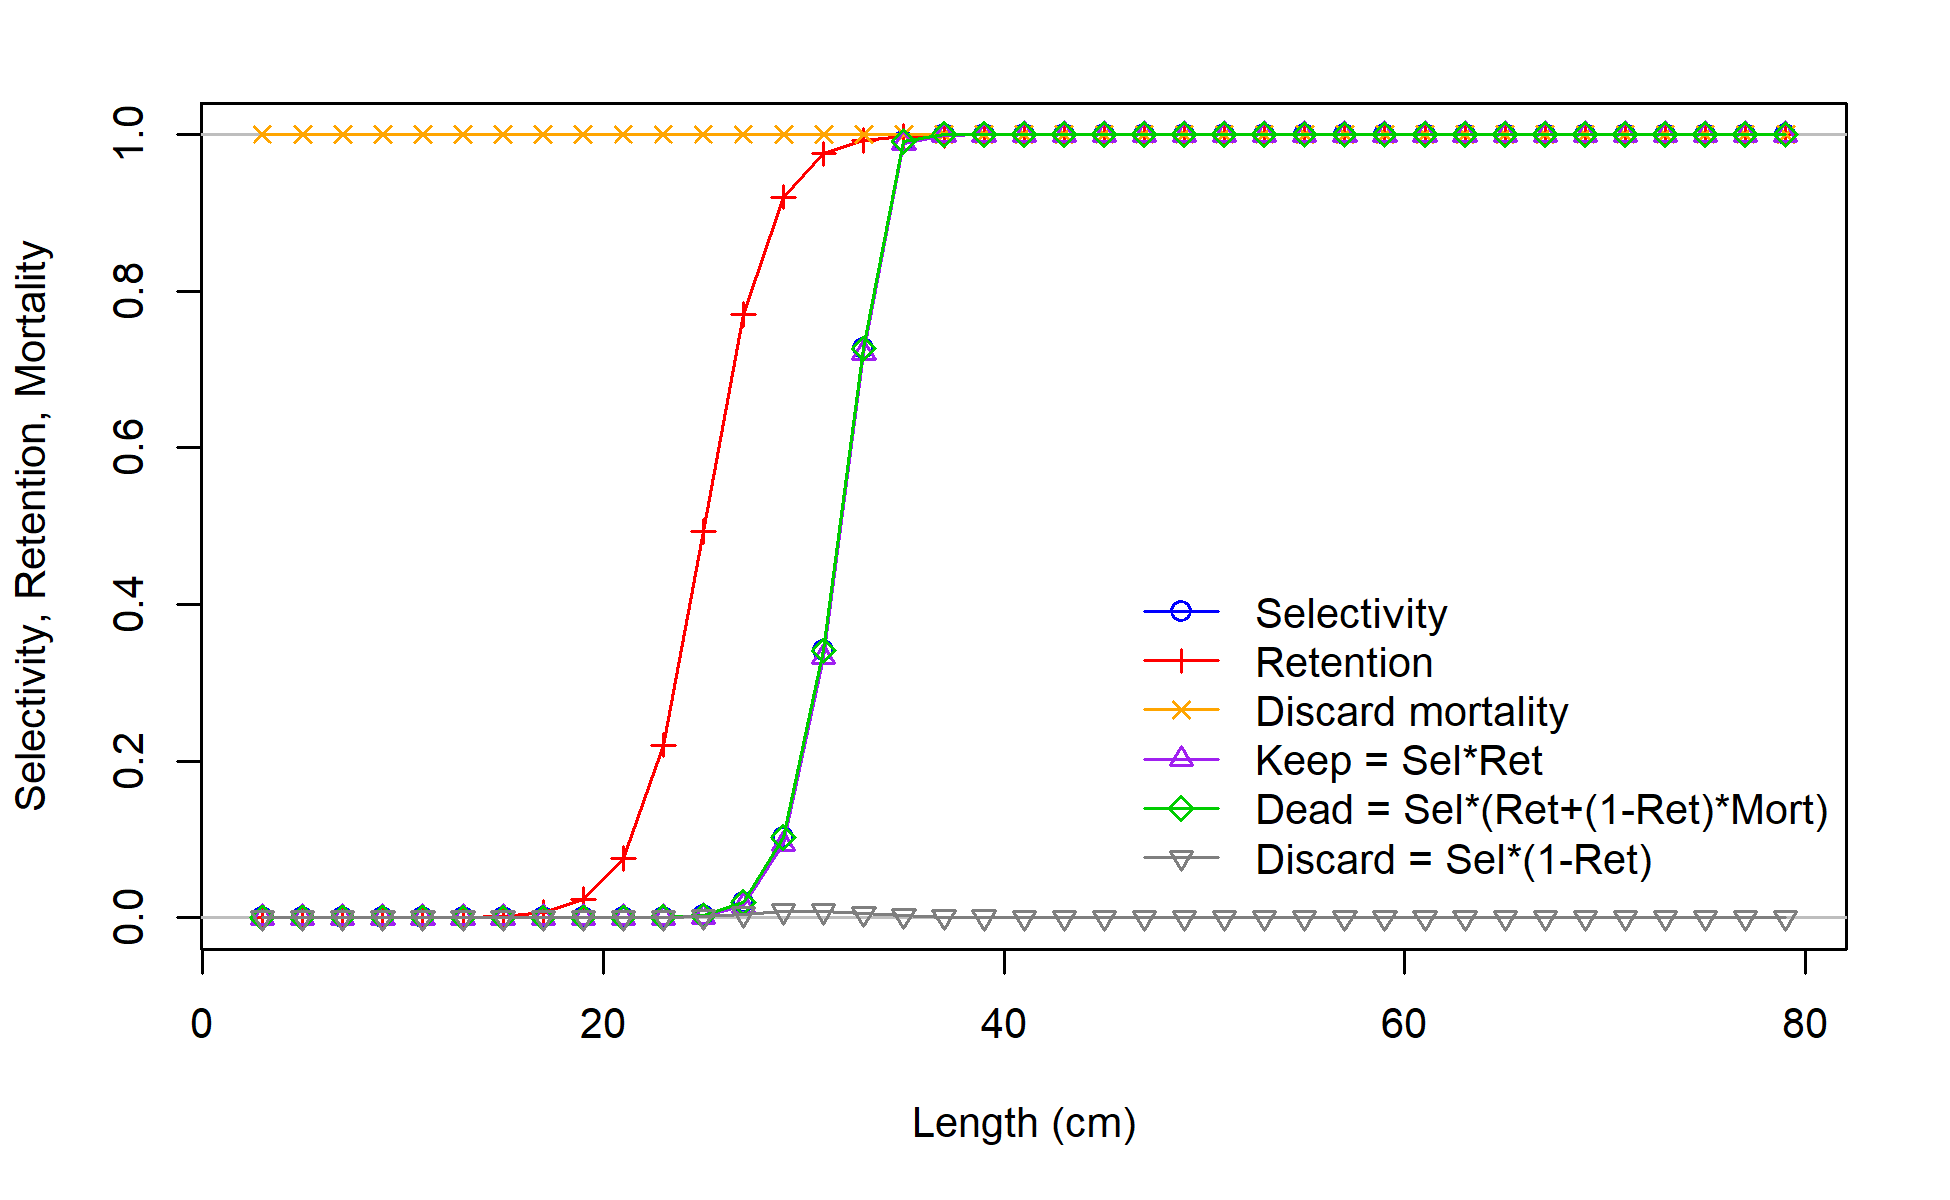 Selectivity, Retention, Mortality
1.0
0.8
0.6
0.4
0.2
0.0
Selectivity
Retention
Discard mortality
Keep = Sel*Ret
Dead = Sel*(Ret+(1-Ret)*Mort)
Discard = Sel*(1-Ret)
0 20 40 60 80
Length (cm)